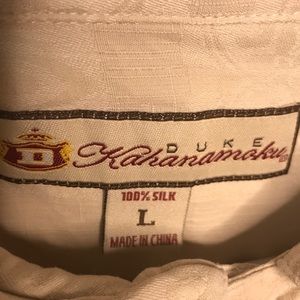 DUKE
Kahanamoku
100% SILK
L
MADE IN CHINA